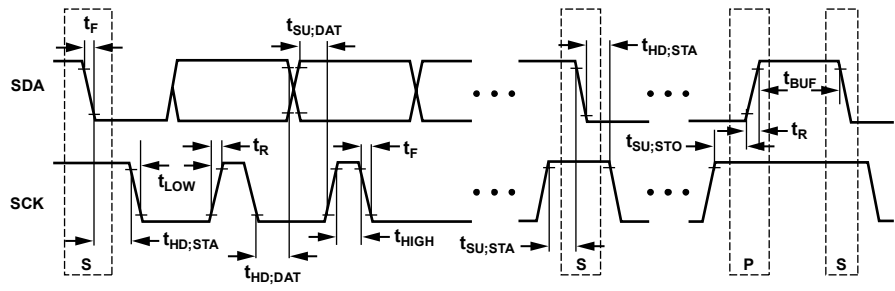 tF
tSU;DAT
tHD;STA
SDA
tBUF
tR
tF
tSU;STO
tR
tLOW
SCK
tHD;STA
tHD;DAT
tHIGH
tSU;STA
S
S
P
S